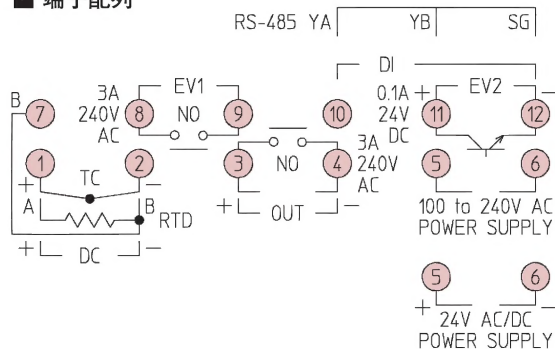 ■ 端子配列
RS-485 YA YB SG
DI
3A 240V AC
EV1
NO
0.1A 24V DC
+ EV2 -
B 7 8 9 10 11 12
3A 240V AC
NO
1 2 3 4 5 6
+ TC -
A B RTD
+ OUT -
100 to 240V AC
POWER SUPPLY
+ DC -
5 6
+ 24V AC/DC -
POWER SUPPLY